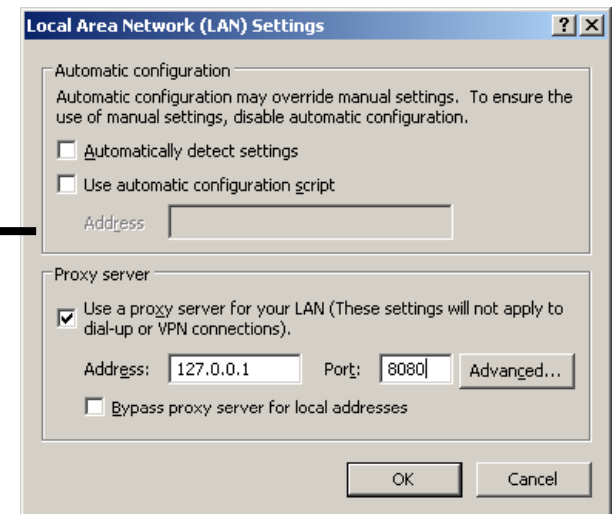 Local Area Network (LAN) Settings
Automatic configuration
Automatic configuration may override manual settings. To ensure the
use of manual settings, disable automatic configuration.
Automatically detect settings
Use automatic configuration script
Address
Proxy server
Use a proxy server for your LAN (These settings will not apply to
dial-up or VPN connections).
Address: 127.0.0.1 Port: 8080 Advanced...
Bypass proxy server for local addresses
OK Cancel